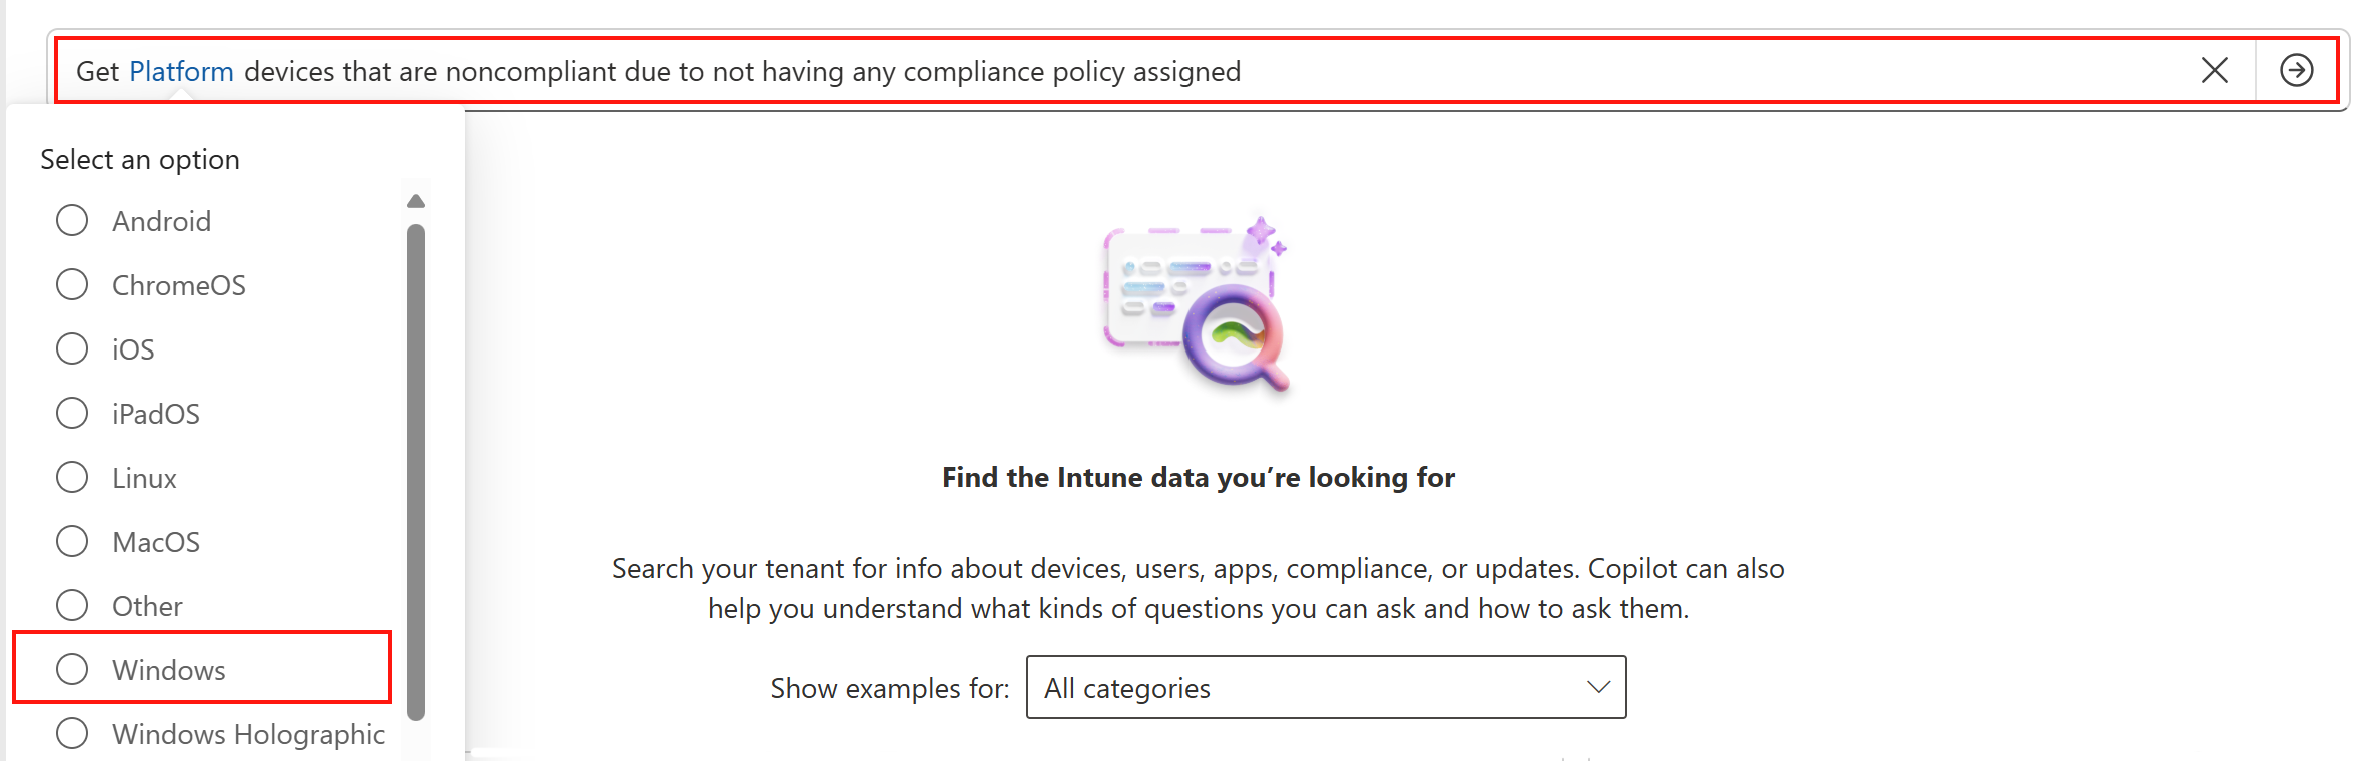 Get Platform devices that are noncompliant due to not having any compliance policy assigned
Select an option
Android
ChromeOS
iOS
iPadOS
Linux
MacOS
Other
Windows
Windows Holographic
Find the Intune data you’re looking for
Search your tenant for info about devices, users, apps, compliance, or updates. Copilot can also
help you understand what kinds of questions you can ask and how to ask them.
Show examples for: All categories